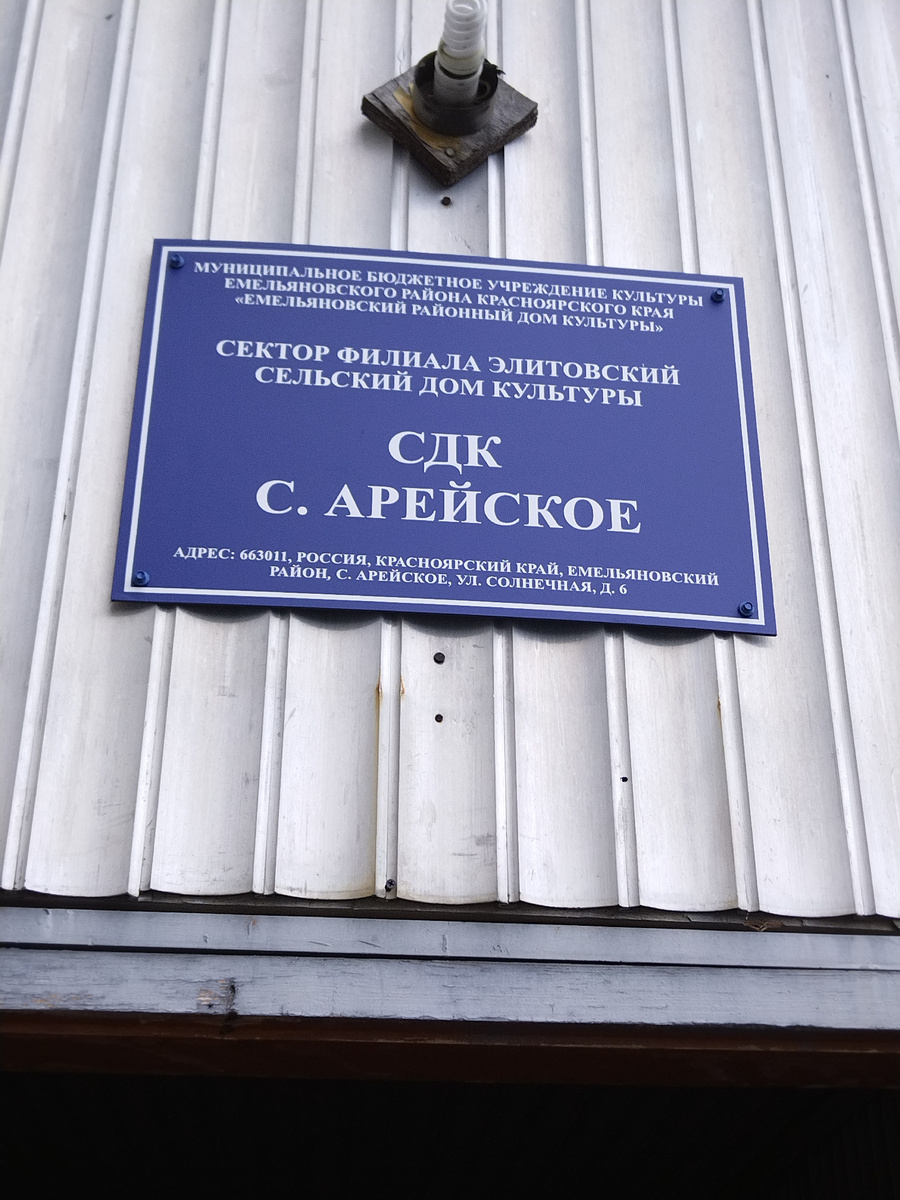 МУНИЦИПАЛЬНОЕ БЮДЖЕТНОЕ УЧРЕЖДЕНИЕ КУЛЬТУРЫ
ЕМЕЛЬЯНОВСКОГО РАЙОНА КРАСНОЯРСКОГО КРАЯ
«ЕМЕЛЬЯНОВСКИЙ РАЙОННЫЙ ДОМ КУЛЬТУРЫ»
СЕКТОР ФИЛИАЛА ЭЛИТОВСКИЙ
СЕЛЬСКИЙ ДОМ КУЛЬТУРЫ
СДК
С. АРЕЙСКОЕ
АДРЕС: 663011, РОССИЯ, КРАСНОЯРСКИЙ КРАЙ, ЕМЕЛЬЯНОВСКИЙ
РАЙОН, С. АРЕЙСКОЕ, УЛ. СОЛНЕЧНАЯ, Д. 6